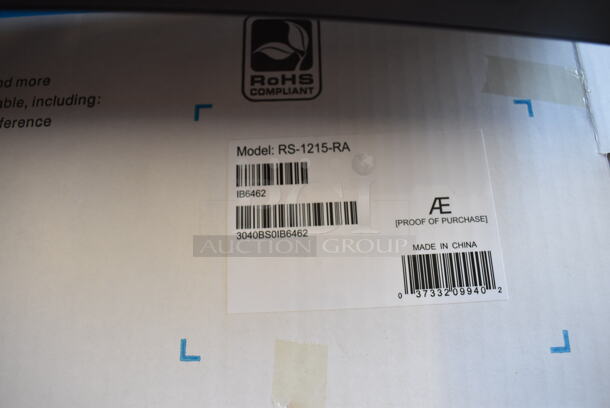 RoHS
COMPLIANT
nd more
able, including:
ference
Model: RS-1215-RA
IB6462
3040BS0IB6462
Æ
[PROOF OF PURCHASE]
MADE IN CHINA
0 37332 09940 2
AUCTION GROUP